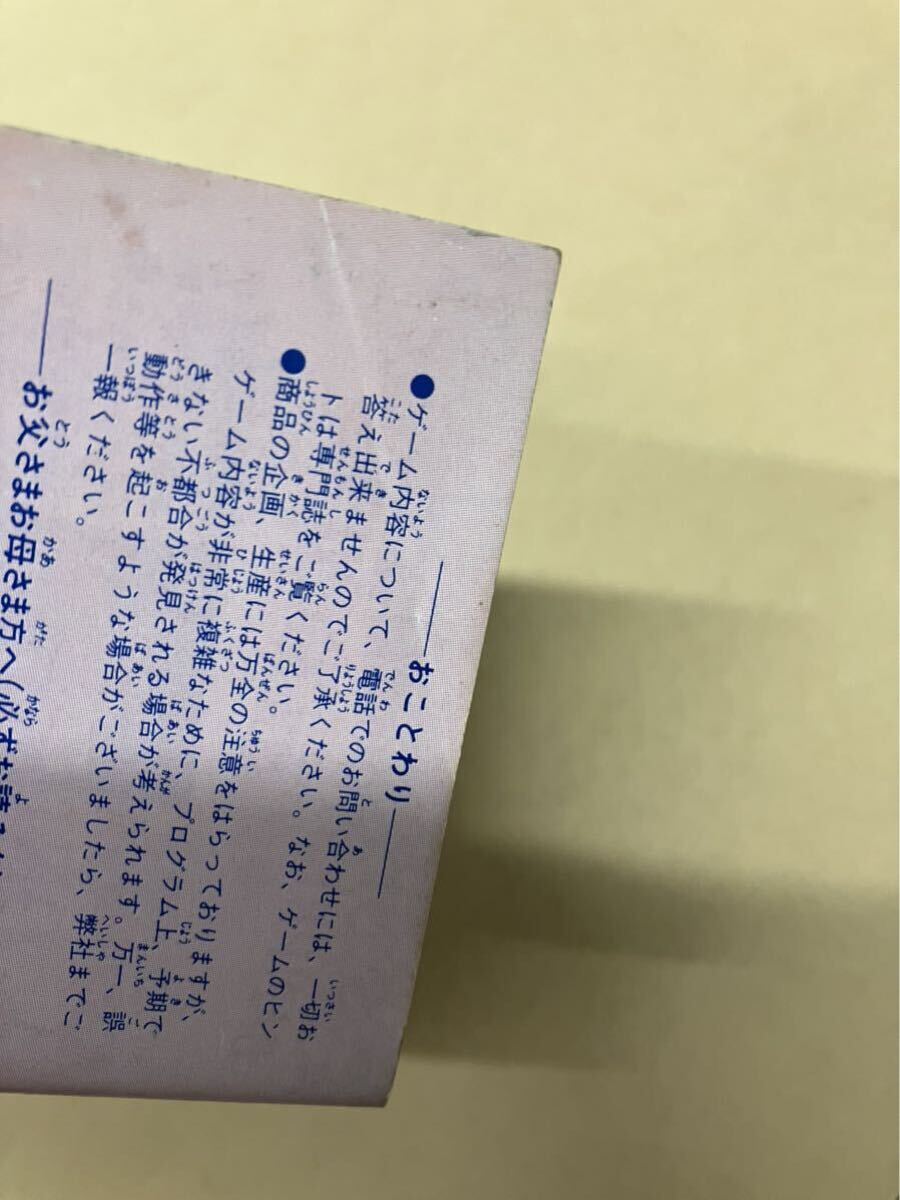 おことわり
●ゲーム内容について、電話でのお問い合わせには、一切お
答え出来ませんのでご了承ください。なお、ゲームのヒン
トは専門誌をご覧ください。
●商品の企画、生産には万全の注意をはらっておりますが、
ゲーム内容が非常に複雑なために、プログラム上、予期で
きない不都合が発見される場合が考えられます。万一、誤
動作等を起こすような場合がございましたら、弊社までご
一報ください。
お父さまお母さま方へ(必ずお読